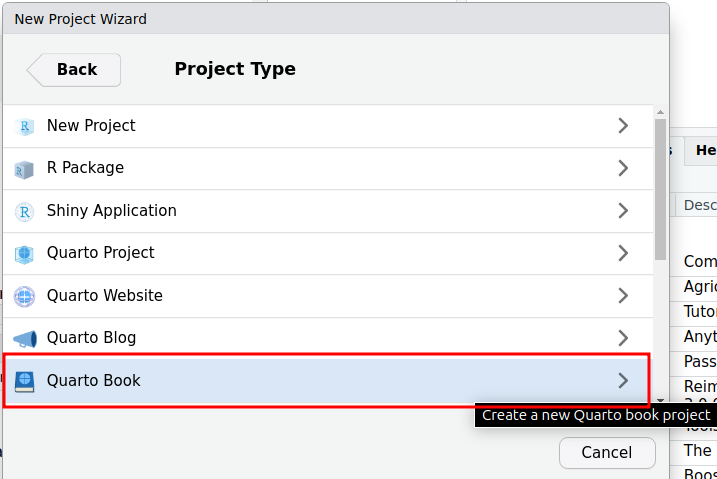 New Project Wizard
Back
Project Type
New Project
R Package
Shiny Application
Quarto Project
Quarto Website
Quarto Blog
Quarto Book
Create a new Quarto book project
Cancel
He
Desc
Com
Agric
Tutor
Anyt
Pass
Reim
The
Boos